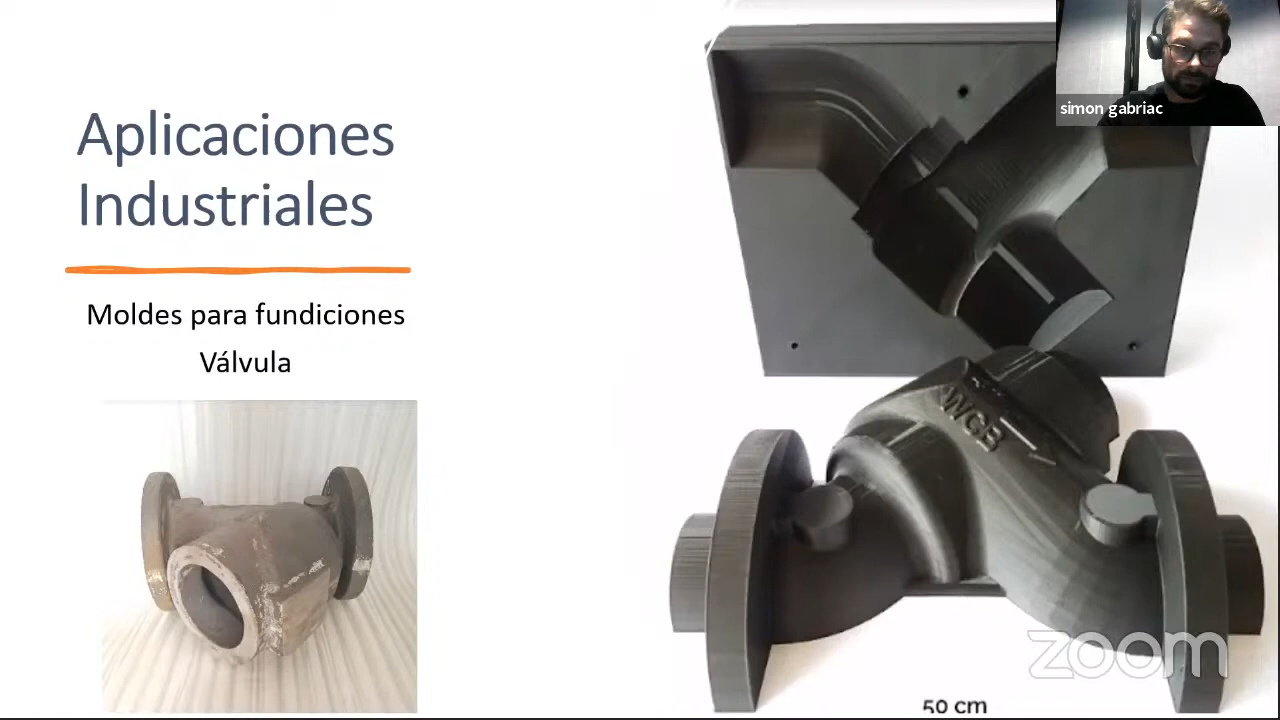 Aplicaciones
Industriales
Moldes para fundiciones
Válvula
simon gabriac
WCB
zoom
50 cm